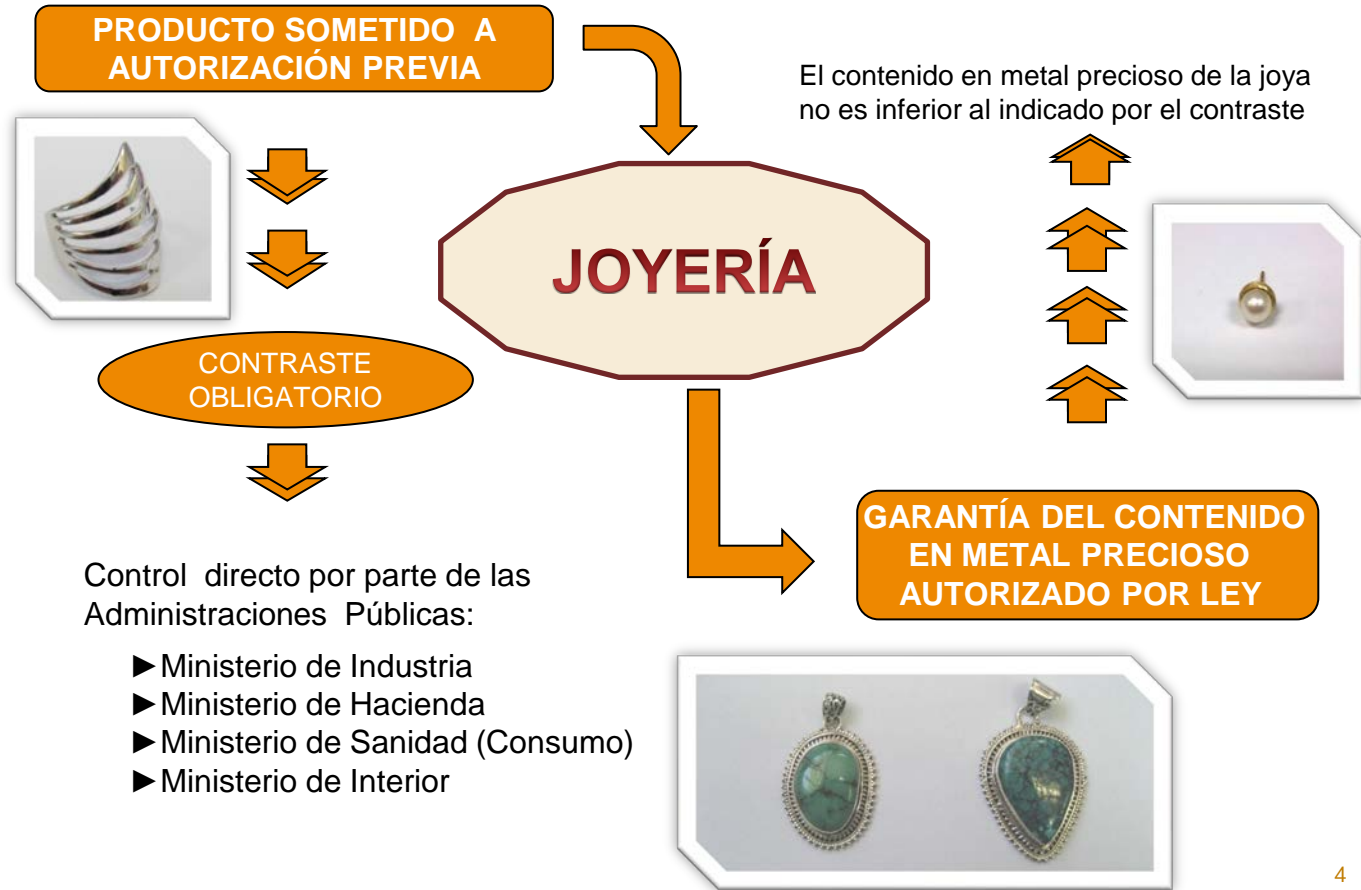 PRODUCTO SOMETIDO A
AUTORIZACIÓN PREVIA
El contenido en metal precioso de la joya
no es inferior al indicado por el contraste
JOYERÍA
CONTRASTE
OBLIGATORIO
GARANTÍA DEL CONTENIDO
EN METAL PRECIOSO
AUTORIZADO POR LEY
Control directo por parte de las
Administraciones Públicas:
►Ministerio de Industria
►Ministerio de Hacienda
►Ministerio de Sanidad (Consumo)
►Ministerio de Interior
4